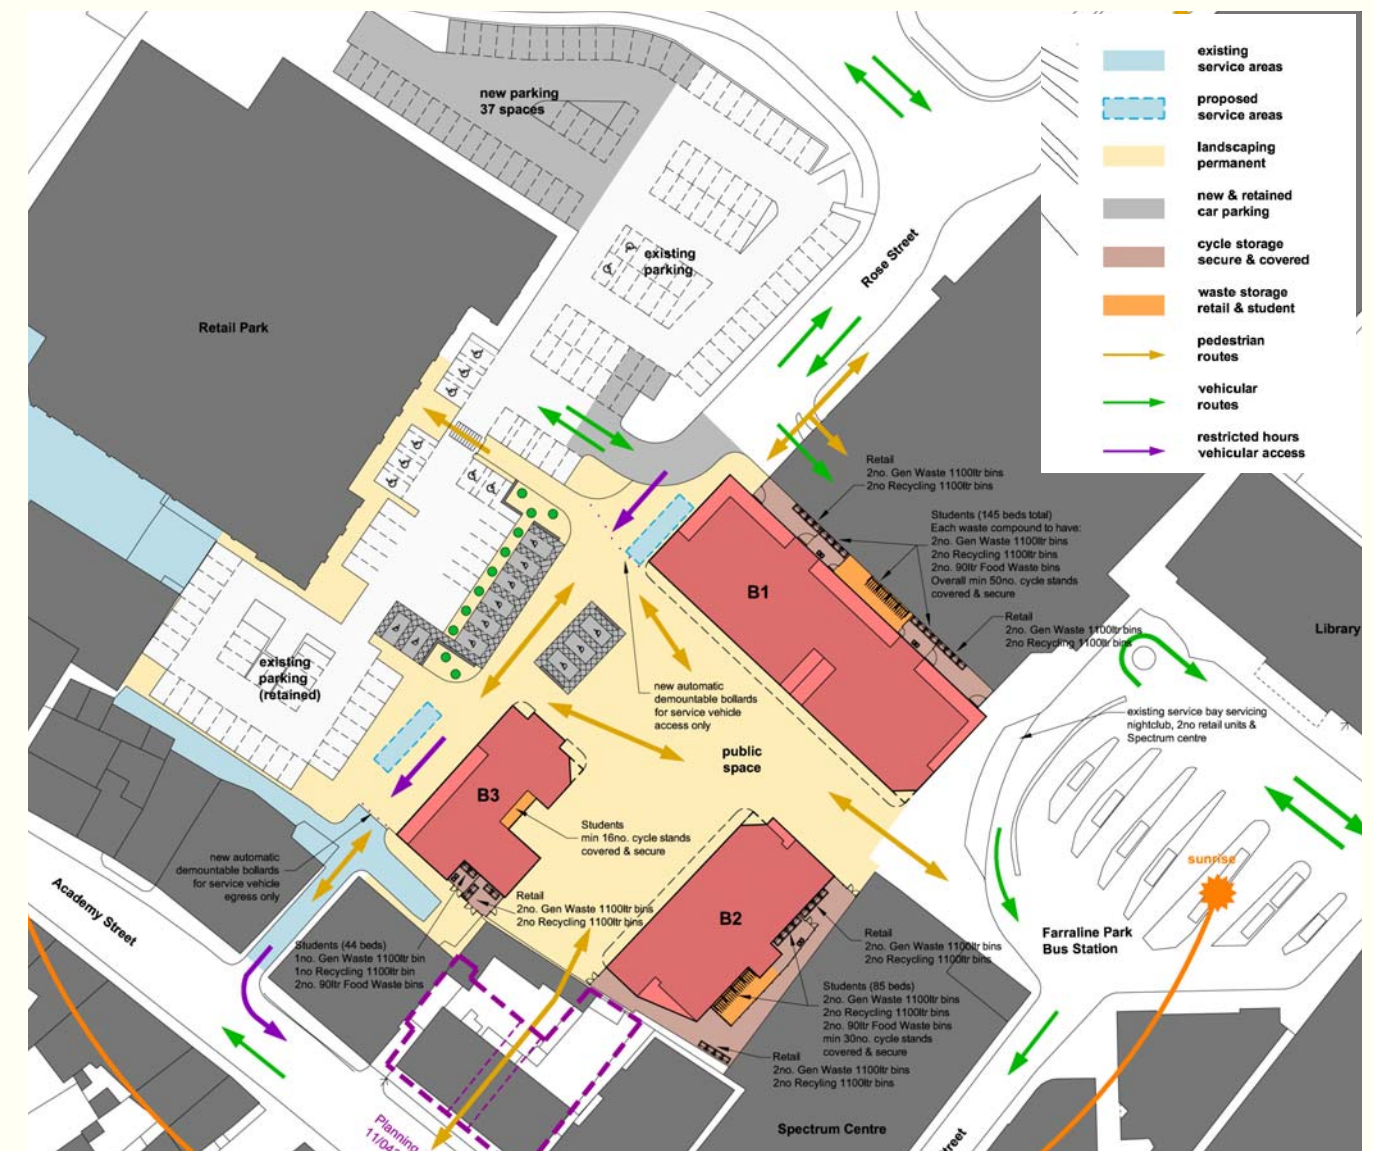 existing
service areas
proposed
service areas
landscaping
permanent
new & retained
car parking
cycle storage
secure & covered
waste storage
retail & student
pedestrian
routes
vehicular
routes
restricted hours
vehicular access
new parking
37 spaces
existing
parking
Rose Street
Retail Park
Retail
2no. Gen Waste 1100ltr bins
2no Recycling 1100ltr bins
Students (145 beds total)
Each waste compound to have:
2no. Gen Waste 1100ltr bins
2no Recycling 1100ltr bins
2no. 90ltr Food Waste bins
Overall min 50no. cycle stands
covered & secure
B1
Retail
2no. Gen Waste 1100ltr bins
2no Recycling 1100ltr bins
Library
existing
parking
(retained)
new automatic
demountable bollards
for service vehicle
access only
existing service bay servicing
nightclub, 2no retail units &
Spectrum centre
public
space
B3
Students
min 16no. cycle stands
covered & secure
new automatic
demountable bollards
for service vehicle
egress only
sunrise
Academy Street
Retail
2no. Gen Waste 1100ltr bins
2no Recycling 1100ltr bins
B2
Farraline Park
Bus Station
Retail
2no. Gen Waste 1100ltr bins
2no Recycling 1100ltr bins
Students (44 beds)
1no. Gen Waste 1100ltr bin
1no Recycling 1100ltr bin
2no. 90ltr Food Waste bins
Students (85 beds)
2no. Gen Waste 1100ltr bins
2no Recycling 1100ltr bins
2no. 90ltr Food Waste bins
min 30no. cycle stands
covered & secure
Retail
2no. Gen Waste 1100ltr bins
2no Recyling 1100ltr bins
Planning
Spectrum Centre